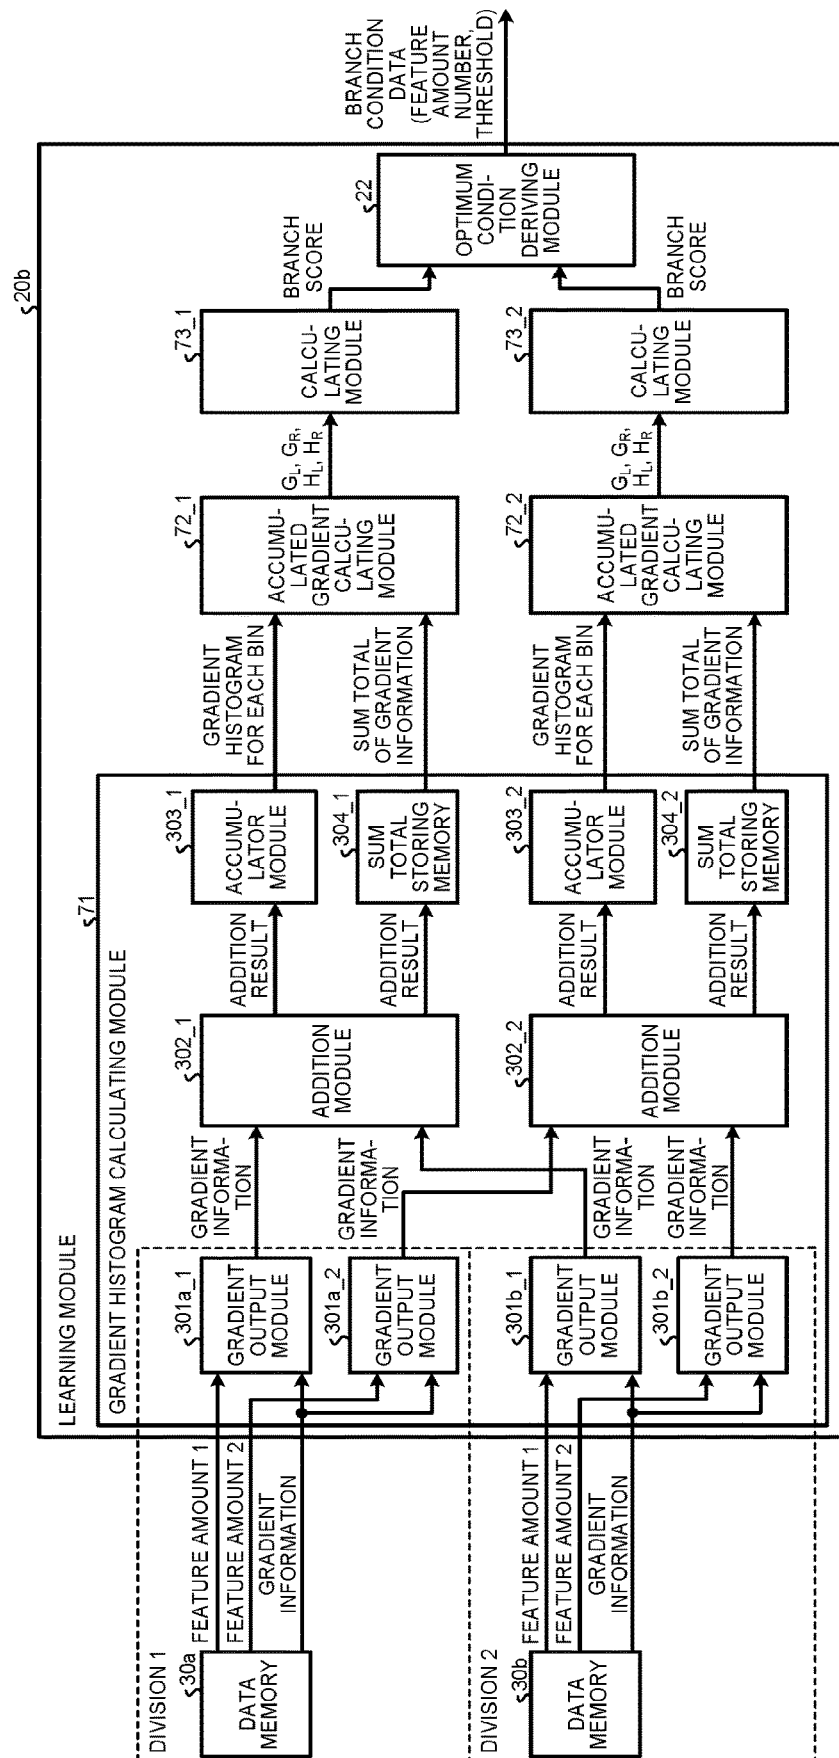 20b
LEARNING MODULE
71
GRADIENT HISTOGRAM CALCULATING MODULE
DIVISION 1
30a
DATA
MEMORY
FEATURE AMOUNT 1
FEATURE AMOUNT 2
GRADIENT
INFORMATION
301a_1
GRADIENT
OUTPUT
MODULE
301a_2
GRADIENT
OUTPUT
MODULE
GRADIENT
INFORMA-
TION
GRADIENT
INFORMA-
TION
302_1
ADDITION
MODULE
ADDITION
RESULT
ADDITION
RESULT
303_1
ACCUMU-
LATOR
MODULE
304_1
SUM
TOTAL
STORING
MEMORY
GRADIENT
HISTOGRAM
FOR EACH BIN
SUM TOTAL
OF GRADIENT
INFORMATION
72_1
ACCUMU-
LATED
GRADIENT
CALCU-
LATING
MODULE
GL, GR,
HL, HR
73_1
CALCU-
LATING
MODULE
BRANCH
SCORE
22
OPTIMUM
CONDI-
TION
DERIVING
MODULE
BRANCH
CONDITION
DATA
(FEATURE
AMOUNT
NUMBER,
THRESHOLD)
DIVISION 2
30b
DATA
MEMORY
FEATURE AMOUNT 1
FEATURE AMOUNT 2
GRADIENT
INFORMATION
301b_1
GRADIENT
OUTPUT
MODULE
301b_2
GRADIENT
OUTPUT
MODULE
GRADIENT
INFORMA-
TION
GRADIENT
INFORMA-
TION
302_2
ADDITION
MODULE
ADDITION
RESULT
ADDITION
RESULT
303_2
ACCUMU-
LATOR
MODULE
304_2
SUM
TOTAL
STORING
MEMORY
GRADIENT
HISTOGRAM
FOR EACH BIN
SUM TOTAL
OF GRADIENT
INFORMATION
72_2
ACCUMU-
LATED
GRADIENT
CALCU-
LATING
MODULE
GL, GR,
HL, HR
73_2
CALCU-
LATING
MODULE
BRANCH
SCORE